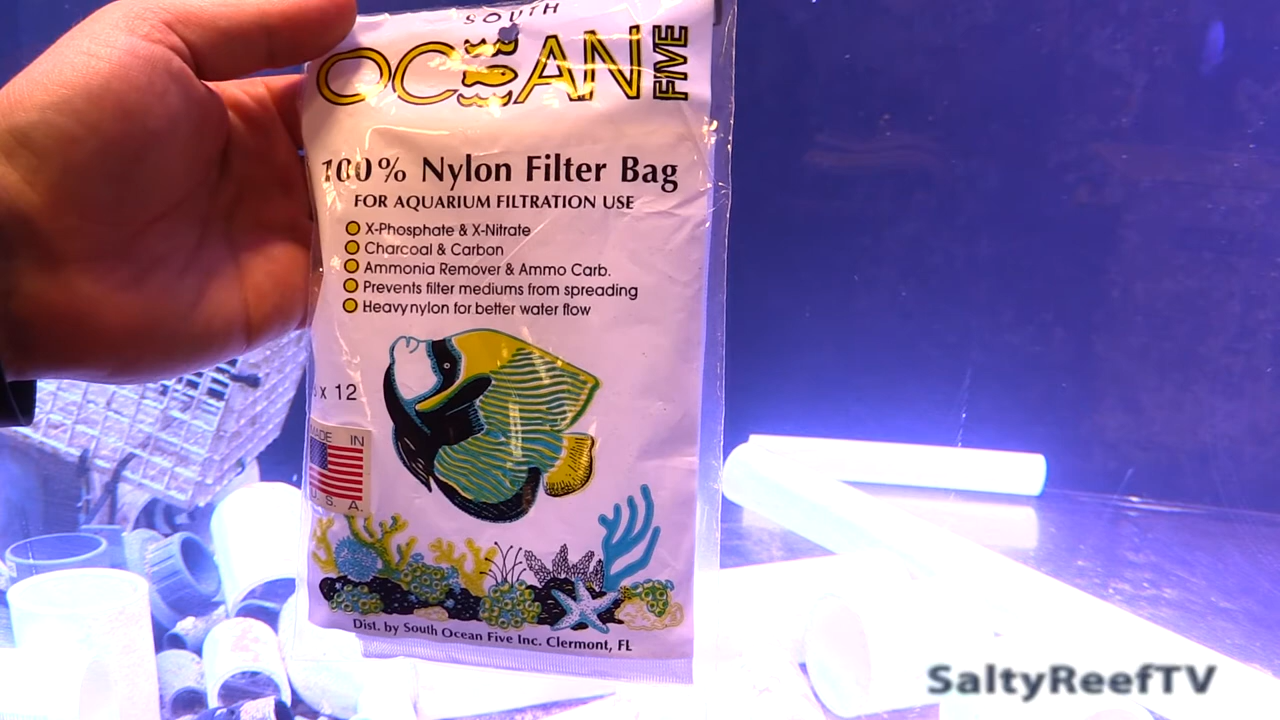 SOUTH
OCEAN FIVE
100% Nylon Filter Bag
FOR AQUARIUM FILTRATION USE
X-Phosphate & X-Nitrate
Charcoal & Carbon
Ammonia Remover & Ammo Carb.
Prevents filter mediums from spreading
Heavy nylon for better water flow
x 12
MADE IN
U. S. A.
Dist. by South Ocean Five Inc. Clermont, FL
SaltyReefTV